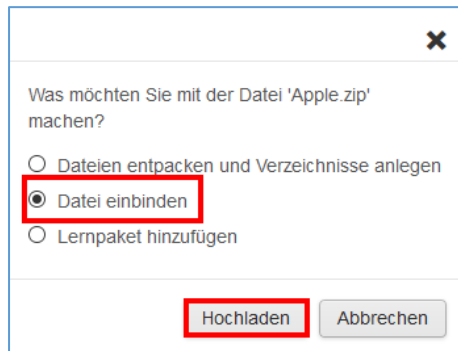 Was möchten Sie mit der Datei 'Apple.zip'
machen?
Dateien entpacken und Verzeichnisse anlegen
Datei einbinden
Lernpaket hinzufügen
Hochladen Abbrechen